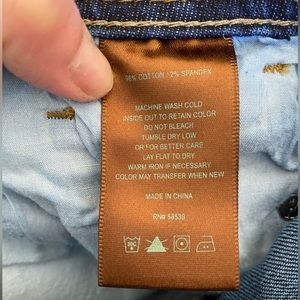 98% COTTON / 2% SPANDEX
MACHINE WASH COLD
INSIDE OUT TO RETAIN COLOR
DO NOT BLEACH
TUMBLE DRY LOW
OR FOR BETTER CARE
LAY FLAT TO DRY
WARM IRON IF NECESSARY
COLOR MAY TRANSFER WHEN NEW
MADE IN CHINA
RN#